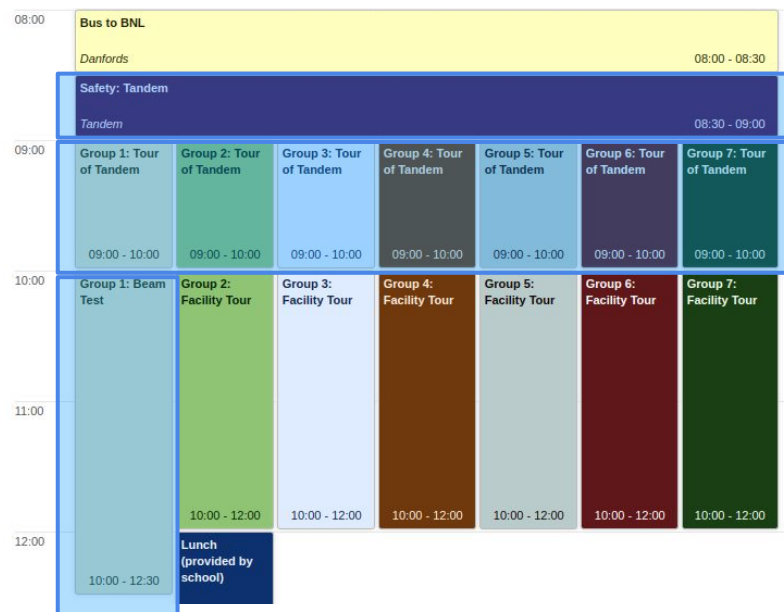 08:00
Bus to BNL
Danfords
08:00 - 08:30
Safety: Tandem
Tandem
08:30 - 09:00
09:00
Group 1: Tour
of Tandem
09:00 - 10:00
Group 2: Tour
of Tandem
09:00 - 10:00
Group 3: Tour
of Tandem
09:00 - 10:00
Group 4: Tour
of Tandem
09:00 - 10:00
Group 5: Tour
of Tandem
09:00 - 10:00
Group 6: Tour
of Tandem
09:00 - 10:00
Group 7: Tour
of Tandem
09:00 - 10:00
10:00
Group 1: Beam
Test
10:00 - 12:30
Group 2:
Facility Tour
10:00 - 12:00
Group 3:
Facility Tour
10:00 - 12:00
Group 4:
Facility Tour
10:00 - 12:00
Group 5:
Facility Tour
10:00 - 12:00
Group 6:
Facility Tour
10:00 - 12:00
Group 7:
Facility Tour
10:00 - 12:00
11:00
12:00
Lunch
(provided by
school)